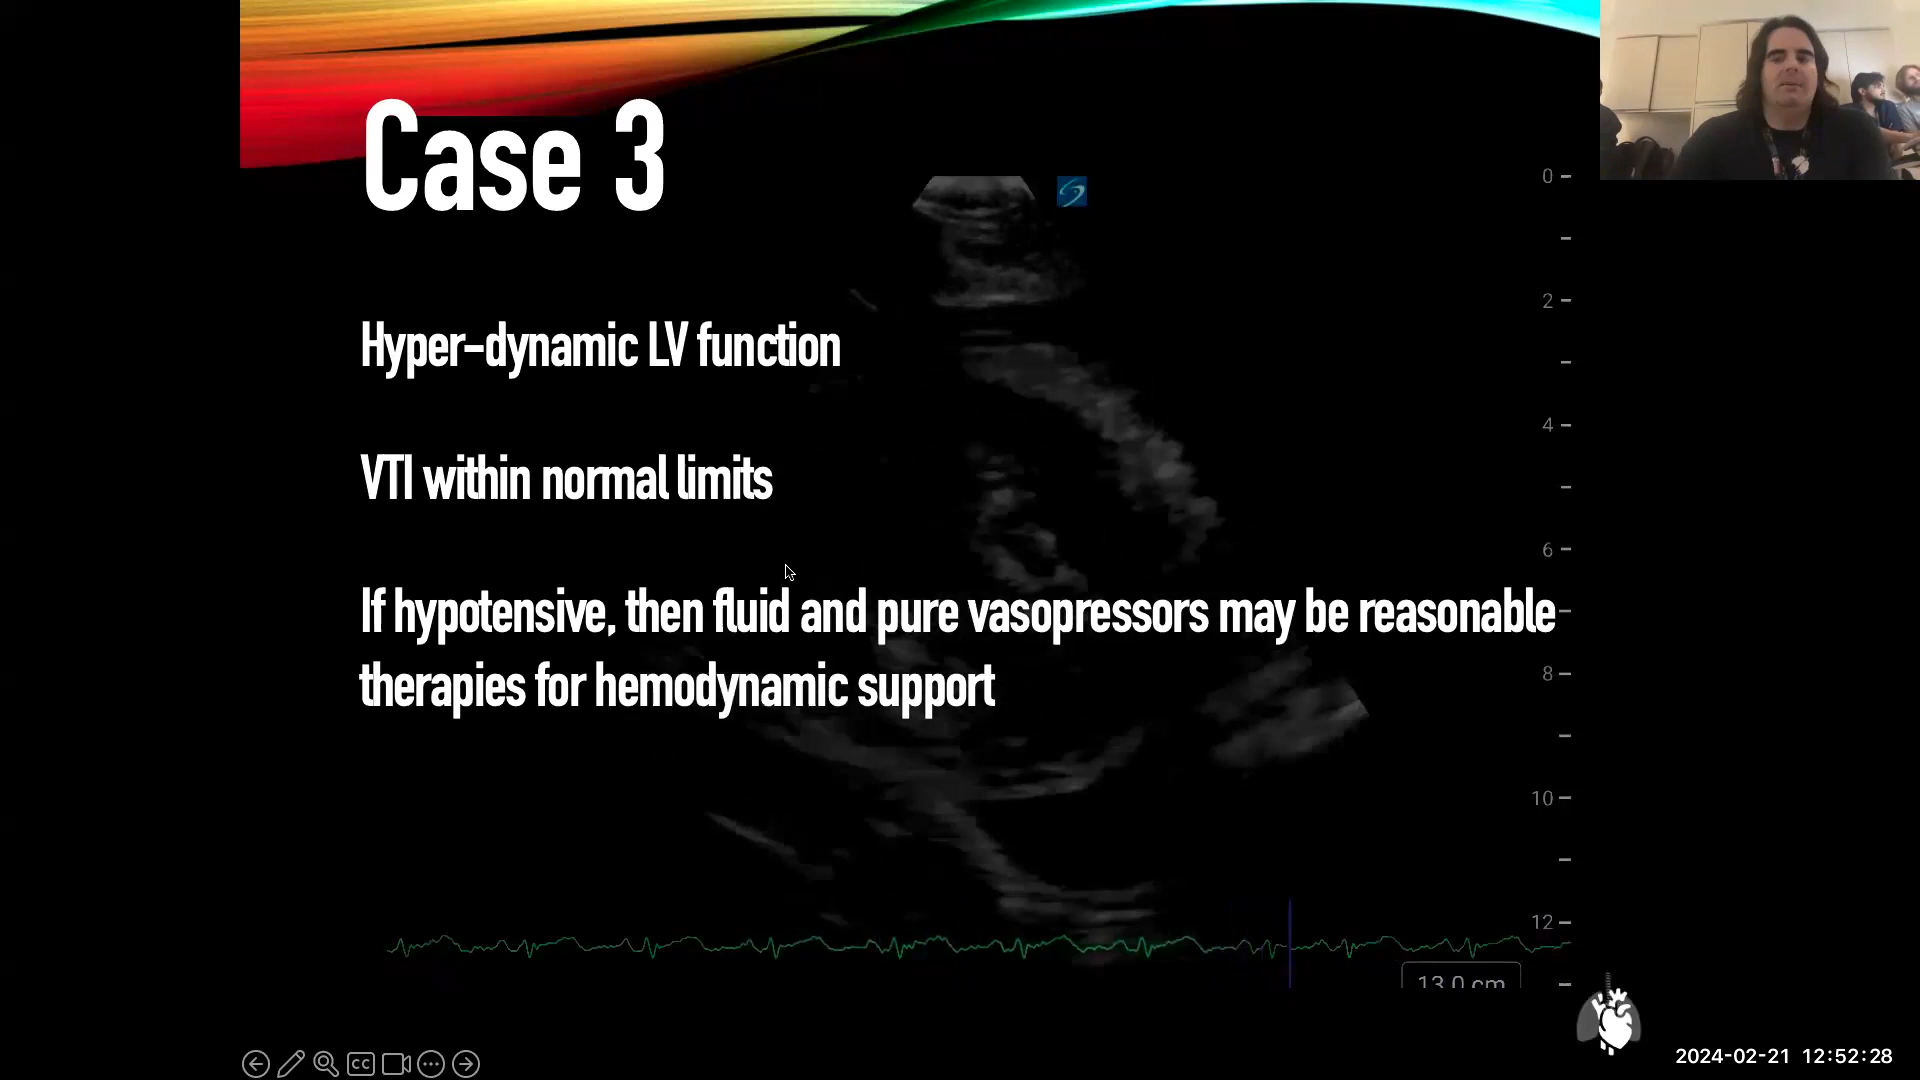 Case 3
0
Hyper-dynamic LV function
2
4
VTI within normal limits
6
If hypotensive, then fluid and pure vasopressors may be reasonable
therapies for hemodynamic support
8
10
12
13.0 cm
CC
2024-02-21 12:52:28